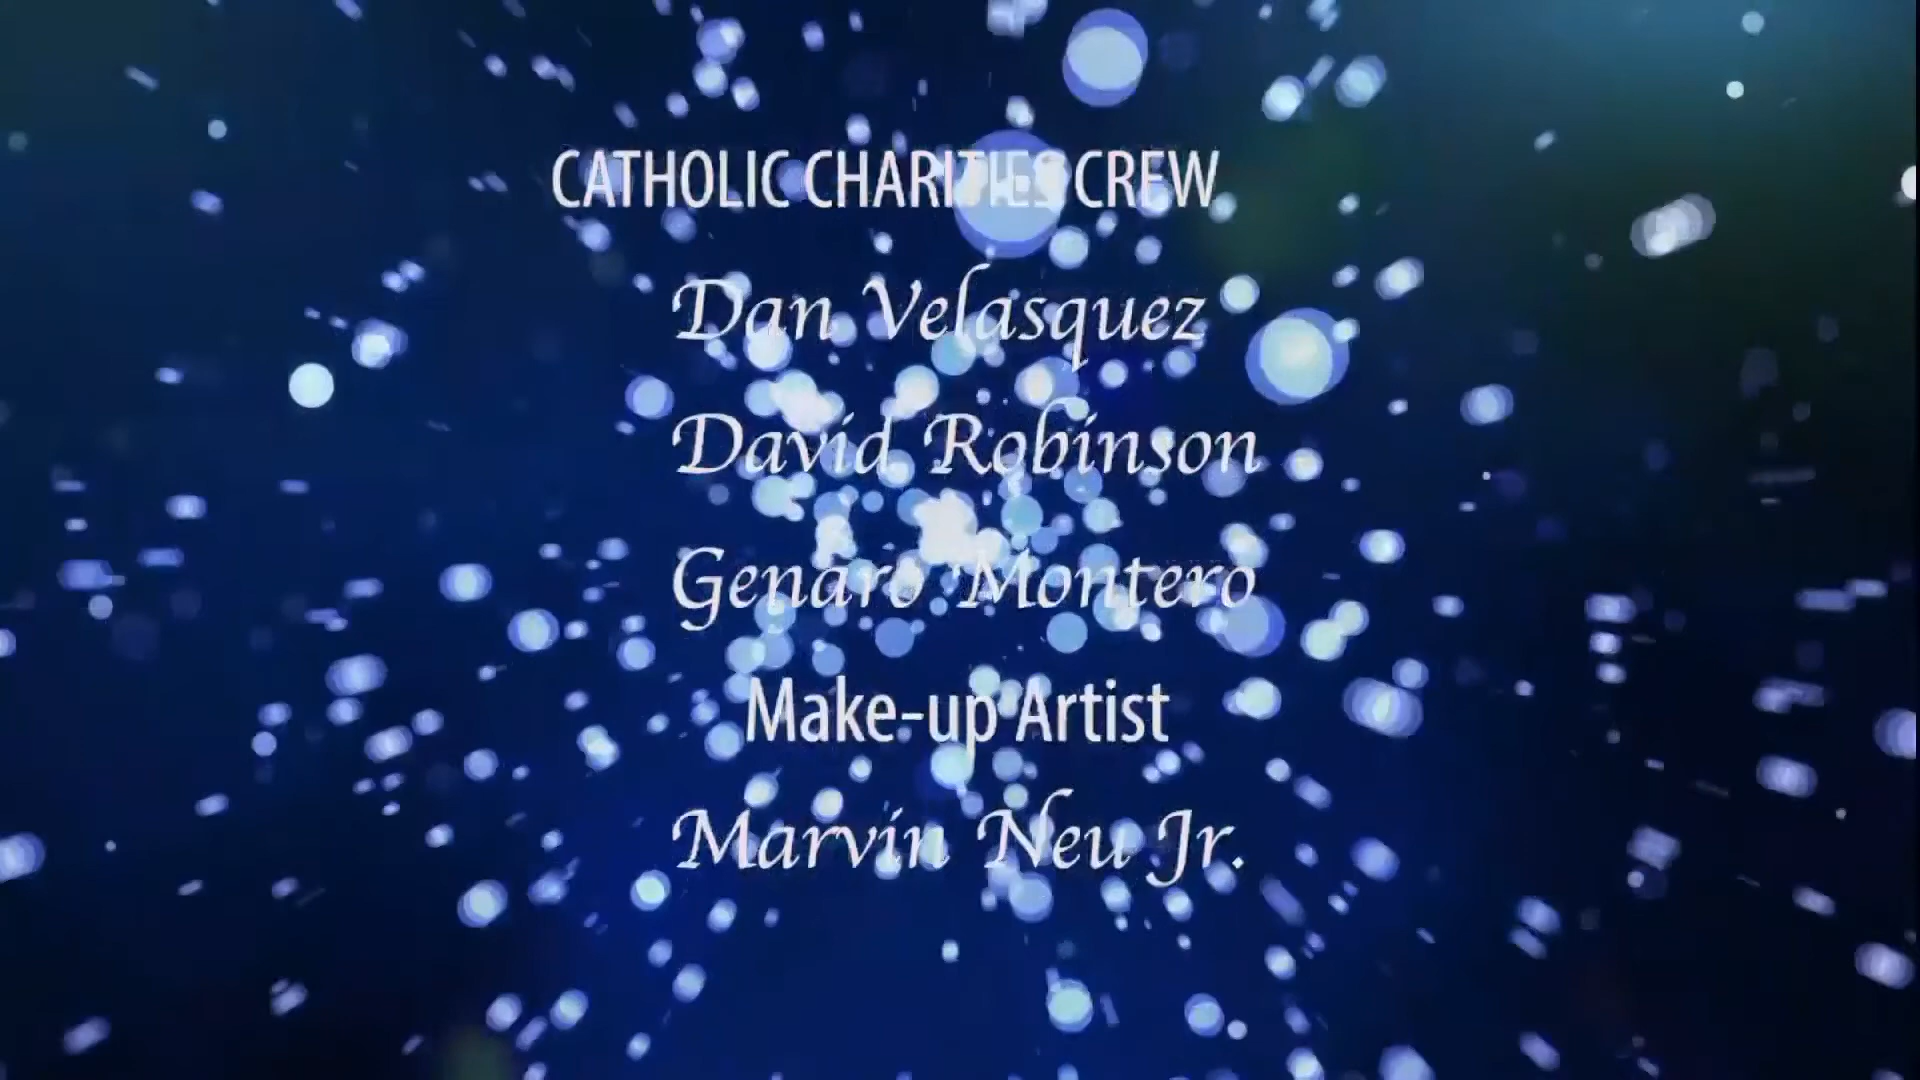 CATHOLIC CHARITIES CREW
Dan Velasquez
David Robinson
Genaro Montero
Make-up Artist
Marvin Neu Jr.